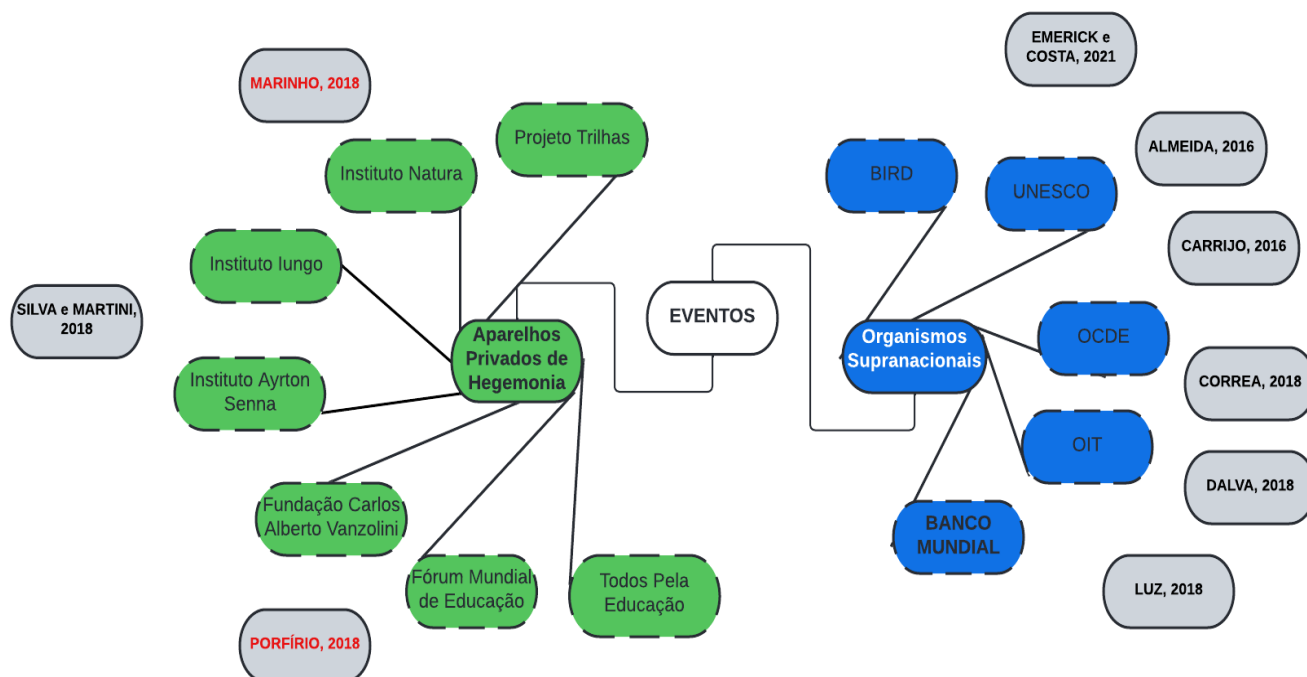 EMERICK e
COSTA, 2021
MARINHO, 2018
Projeto Trilhas
ALMEIDA, 2016
Instituto Natura
BIRD
UNESCO
CARRIJO, 2016
Instituto Iungo
SILVA e MARTINI,
2018
EVENTOS
Aparelhos
Privados de
Hegemonia
Organismos
Supranacionais
OCDE
CORREA, 2018
Instituto Ayrton
Senna
OIT
DALVA, 2018
Fundação Carlos
Alberto Vanzolini
BANCO
MUNDIAL
Fórum Mundial
de Educação
Todos Pela
Educação
LUZ, 2018
PORFÍRIO, 2018